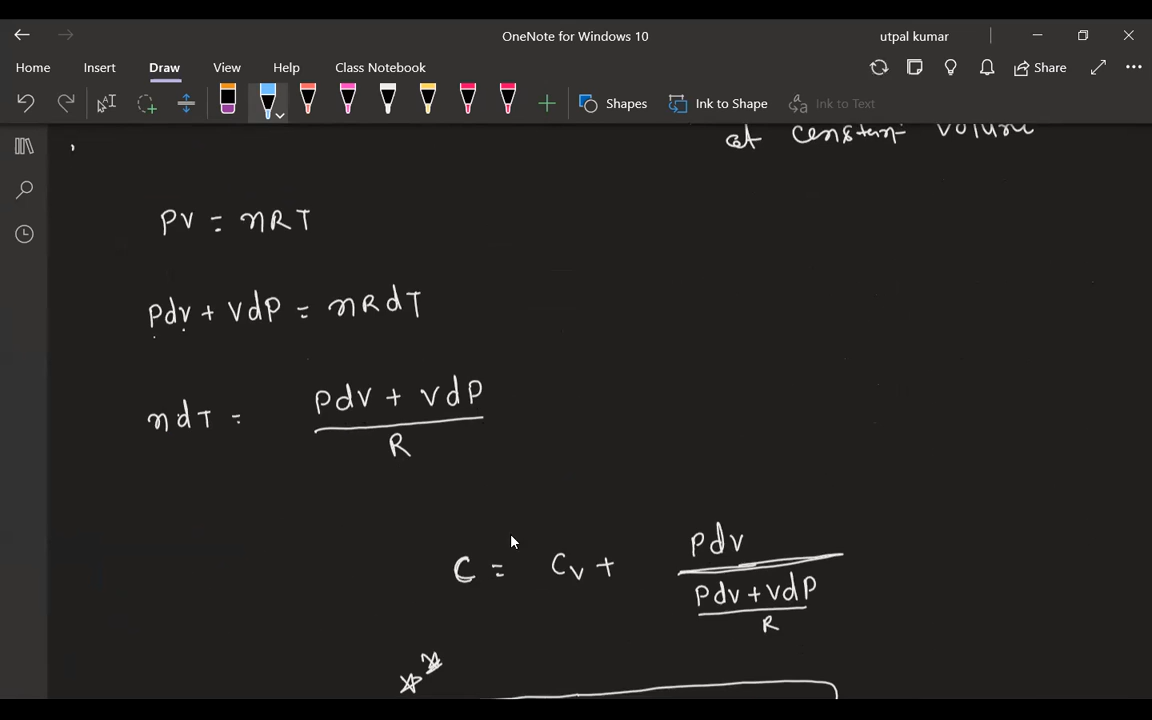 OneNote for Windows 10
utpal kumar
Home Insert Draw View Help Class Notebook
Share
Shapes Ink to Shape Ink to Text
at constant volume
PV = nRT
Pdv + VdP = nRdT
ndT = PdV + VdP
R
C = Cv + Pdv
Pdv + VdP
R